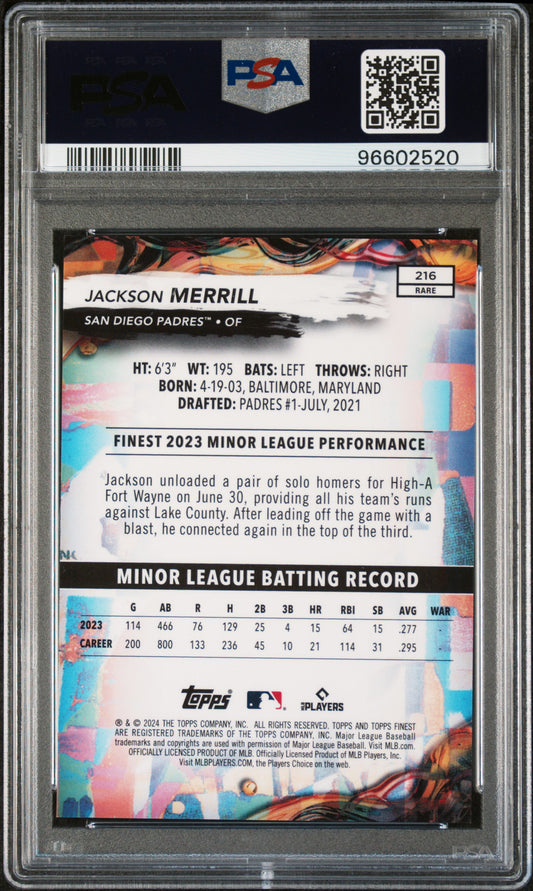 PSA
PSA
96602520
JACKSON MERRILL
216
RARE
SAN DIEGO PADRES™ • OF
HT: 6'3" WT: 195 BATS: LEFT THROWS: RIGHT
BORN: 4-19-03, BALTIMORE, MARYLAND
DRAFTED: PADRES #1-JULY, 2021
FINEST 2023 MINOR LEAGUE PERFORMANCE
Jackson unloaded a pair of solo homers for High-A
Fort Wayne on June 30, providing all his team's runs
against Lake County. After leading off the game with a
blast, he connected again in the top of the third.
MINOR LEAGUE BATTING RECORD
G AB R H 2B 3B HR RBI SB AVG WAR
2023 114 466 76 129 25 4 15 64 15 .277 -
CAREER 200 800 133 236 45 10 21 114 31 .295
topps MLB PLAYERS
® & © 2024 THE TOPPS COMPANY, INC. ALL RIGHTS RESERVED. TOPPS AND TOPPS FINEST
ARE REGISTERED TRADEMARKS OF THE TOPPS COMPANY, INC. Major League Baseball
trademarks and copyrights are used with permission of Major League Baseball. Visit MLB.com.
OFFICIALLY LICENSED PRODUCT OF MLB. Officially Licensed Product of MLB Players, Inc.
Visit MLBPLAYERS.COM, the Players Choice on the web.
PSA